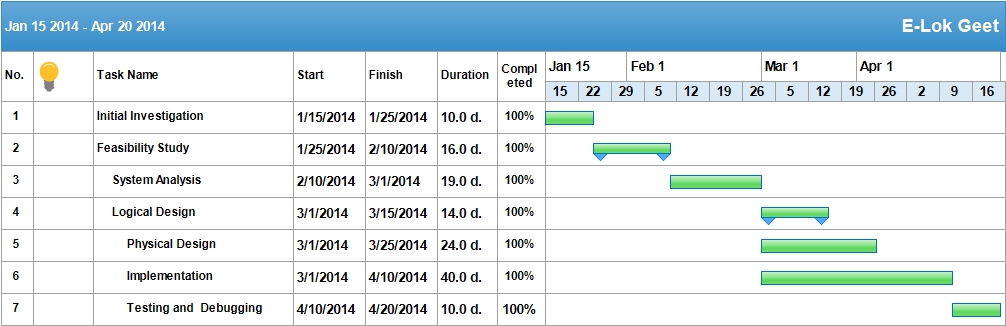 Jan 15 2014 - Apr 20 2014 E-Lok Geet
No. Task Name Start Finish Duration Compl eted Jan 15 Feb 1 Mar 1 Apr 1
15 22 29 5 12 19 26 5 12 19 26 2 9 16
1 Initial Investigation 1/15/2014 1/25/2014 10.0 d. 100%
2 Feasibility Study 1/25/2014 2/10/2014 16.0 d. 100%
3 System Analysis 2/10/2014 3/1/2014 19.0 d. 100%
4 Logical Design 3/1/2014 3/15/2014 14.0 d. 100%
5 Physical Design 3/1/2014 3/25/2014 24.0 d. 100%
6 Implementation 3/1/2014 4/10/2014 40.0 d. 100%
7 Testing and Debugging 4/10/2014 4/20/2014 10.0 d. 100%